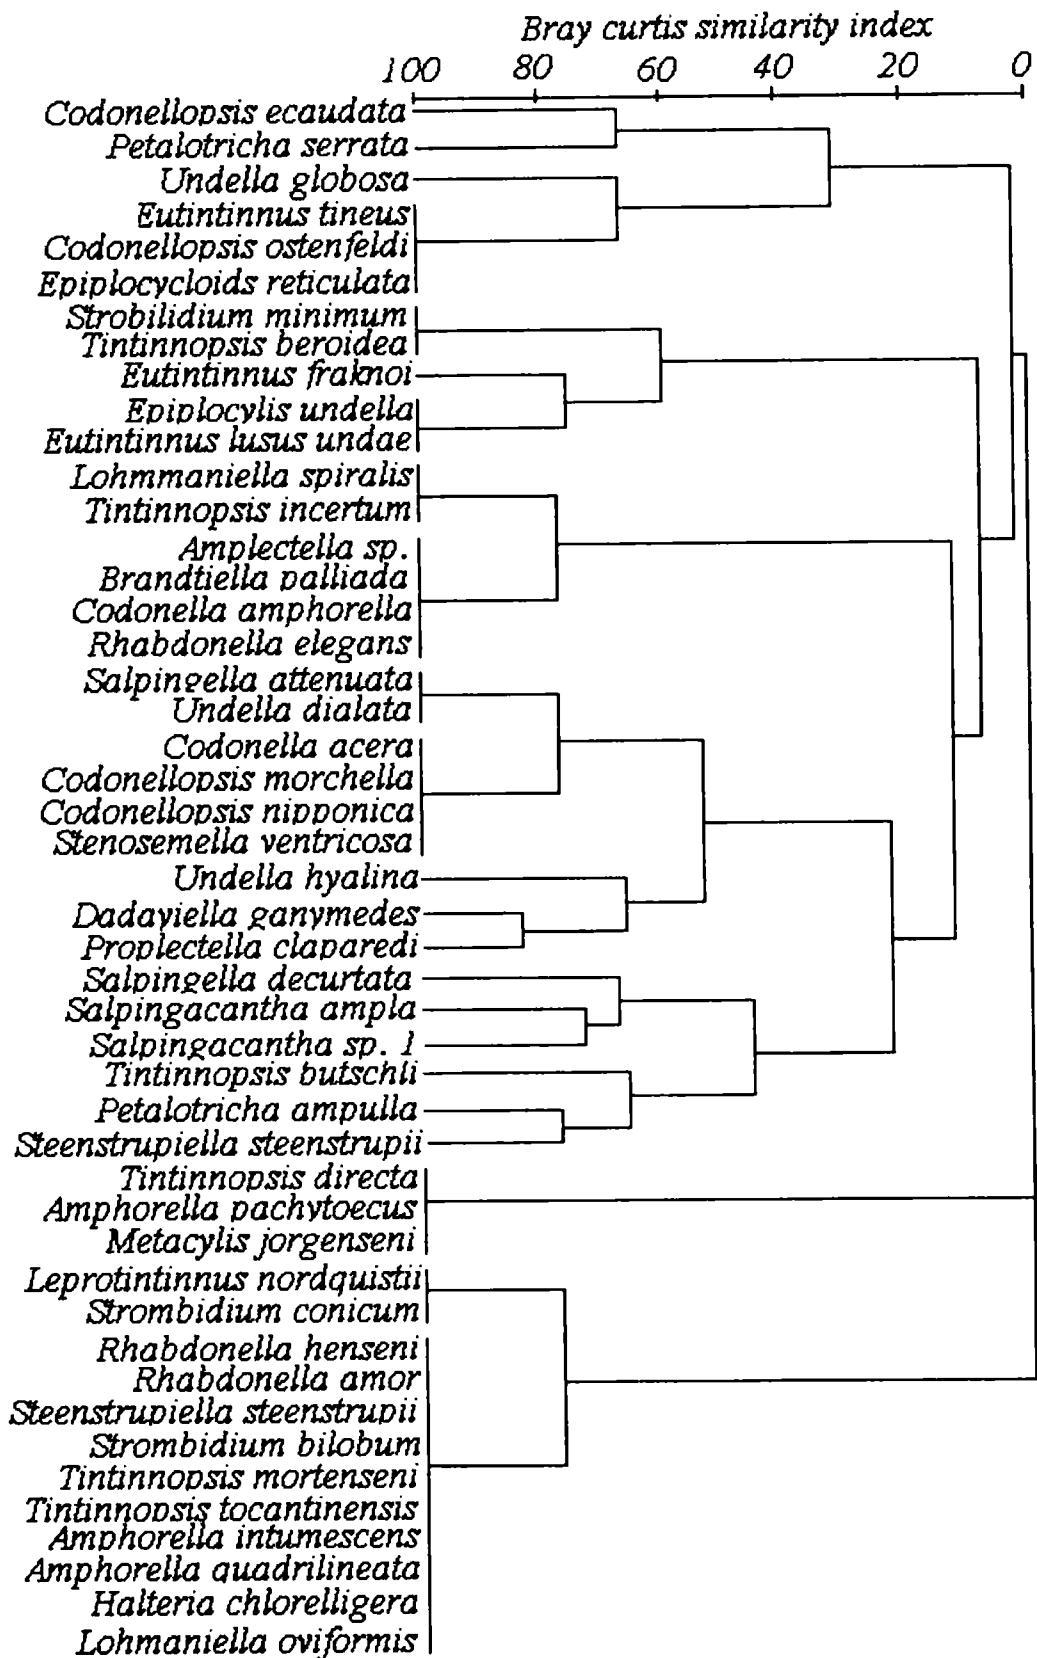 Bray curtis similarity index
100 80 60 40 20 0
Codonellopsis ecaudata
Petalotricha serrata
Undella globosa
Eutintinnus tineus
Codonellopsis ostenfeldi
Epiplocycloids reticulata
Strobilidium minimum
Tintinnopsis beroidea
Eutintinnus fraknoi
Epiplocylis undella
Eutintinnus lusus undae
Lohmmaniella spiralis
Tintinnopsis incertum
Amplectella sp.
Brandtiella palliada
Codonella amphorella
Rhabdonella elegans
Salpingella attenuata
Undella dialata
Codonella acera
Codonellopsis morchella
Codonellopsis nipponica
Stenosemella ventricosa
Undella hyalina
Dadayiella ganymedes
Proplectella claparedi
Salpingella decurtata
Salpingacantha ampla
Salpingacantha sp. 1
Tintinnopsis butschli
Petalotricha ampulla
Steenstrupiella steenstrupii
Tintinnopsis directa
Amphorella pachytoecus
Metacylis jorgenseni
Leprotintinnus nordquistii
Strombidium conicum
Rhabdonella henseni
Rhabdonella amor
Steenstrupiella steenstrupii
Strombidium bilobum
Tintinnopsis mortenseni
Tintinnopsis tocantinensis
Amphorella intumescens
Amphorella quadrilineata
Halteria chlorelligera
Lohmaniella oviformis